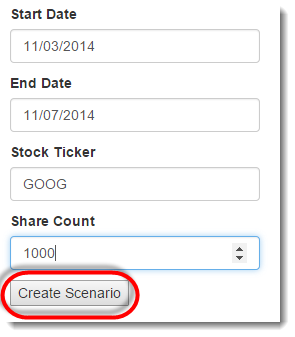 Start Date
11/03/2014
End Date
11/07/2014
Stock Ticker
GOOG
Share Count
1000
Create Scenario